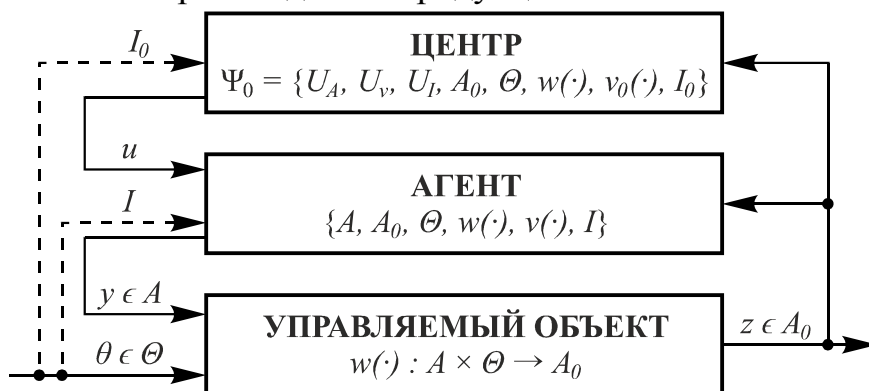 I₀
ЦЕНТР
Ψ₀ = {U_A, U_v, U_I, A₀, Θ, w(·), v₀(·), I₀}
u
АГЕНТ
I
{A, A₀, Θ, w(·), v(·), I}
y ϵ A
УПРАВЛЯЕМЫЙ ОБЪЕКТ
z ϵ A₀
θ ϵ Θ
w(·) : A × Θ → A₀